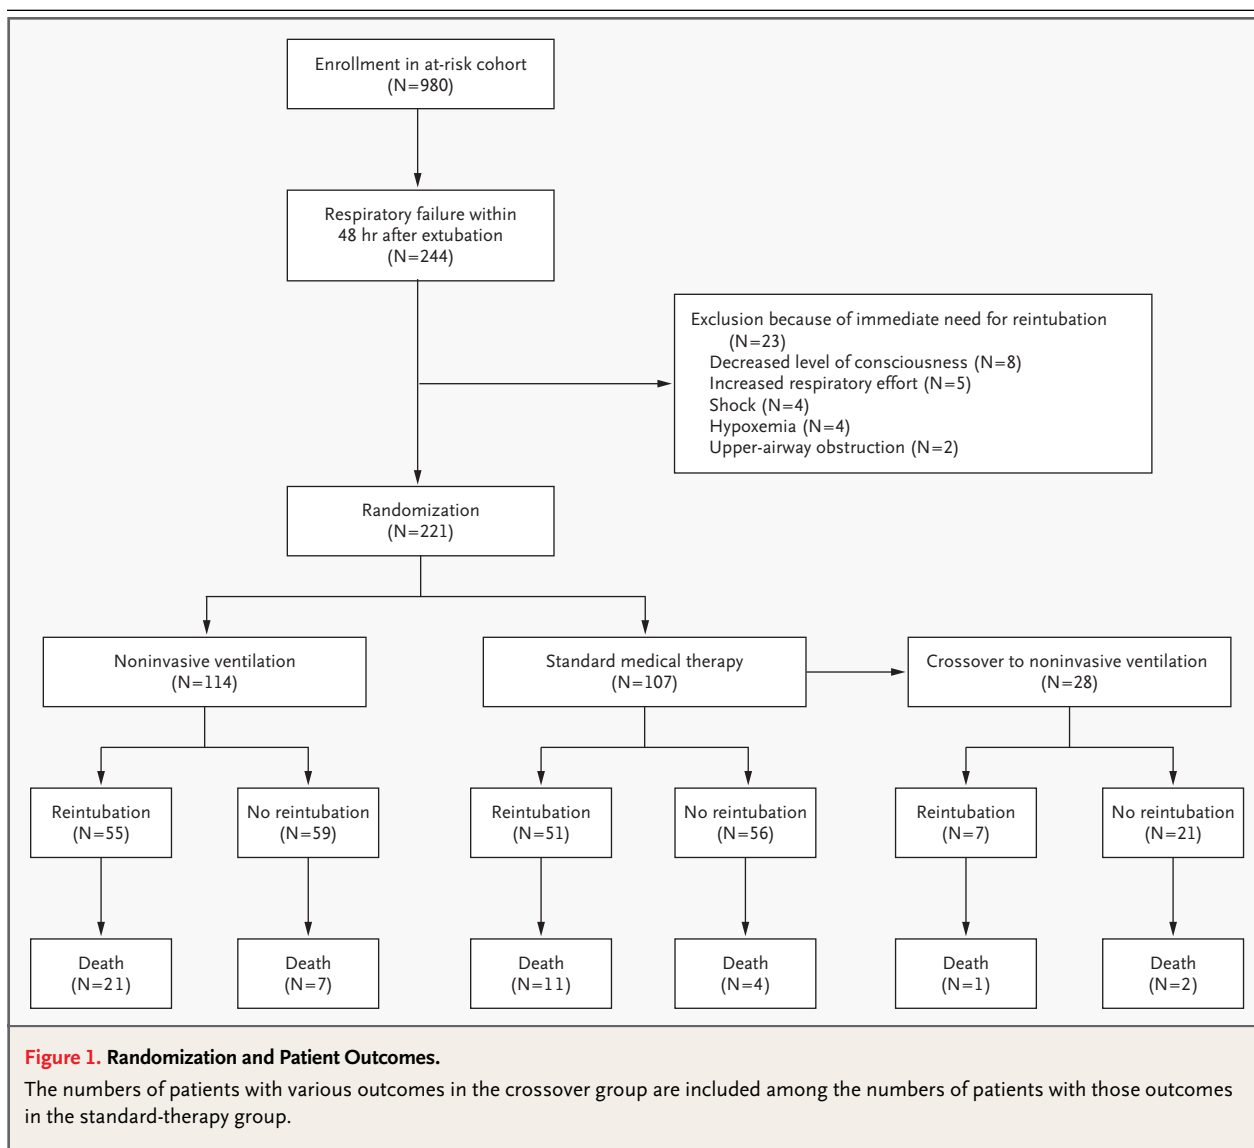 Enrollment in at-risk cohort
(N=980)
Respiratory failure within
48 hr after extubation
(N=244)
Exclusion because of immediate need for reintubation
(N=23)
Decreased level of consciousness (N=8)
Increased respiratory effort (N=5)
Shock (N=4)
Hypoxemia (N=4)
Upper-airway obstruction (N=2)
Randomization
(N=221)
Noninvasive ventilation
(N=114)
Standard medical therapy
(N=107)
Crossover to noninvasive ventilation
(N=28)
Reintubation
(N=55)
No reintubation
(N=59)
Reintubation
(N=51)
No reintubation
(N=56)
Reintubation
(N=7)
No reintubation
(N=21)
Death
(N=21)
Death
(N=7)
Death
(N=11)
Death
(N=4)
Death
(N=1)
Death
(N=2)
Figure 1. Randomization and Patient Outcomes.
The numbers of patients with various outcomes in the crossover group are included among the numbers of patients with those outcomes
in the standard-therapy group.